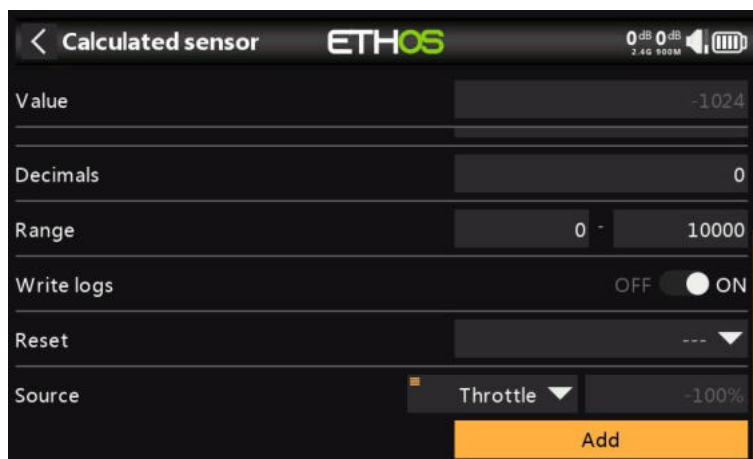 Calculated sensor ETHOS 0dB 0dB
2.4G 900M
Value -1024
Decimals 0
Range 0 - 10000
Write logs OFF ON
Reset ---
Source Throttle -100%
Add